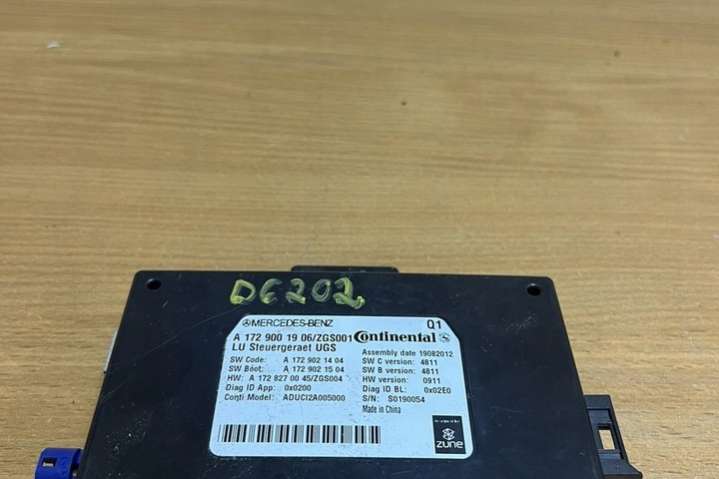 DC202
MERCEDES-BENZ Q1
A 172 900 19 06/ZGS001 Continental
LU Steuergeraet UGS
Assembly date 19082012
SW Code: A 172 902 14 04
SW C version: 4811
SW Boot: A 172 902 15 04
SW B version: 4811
HW: A 172 827 00 45/ZGS004
HW version: 0911
Diag ID App: 0x0200
Diag ID BL: 0x02E0
Conti Model: ADUCI2A005000
S/N: S0190054
Made in China
zune